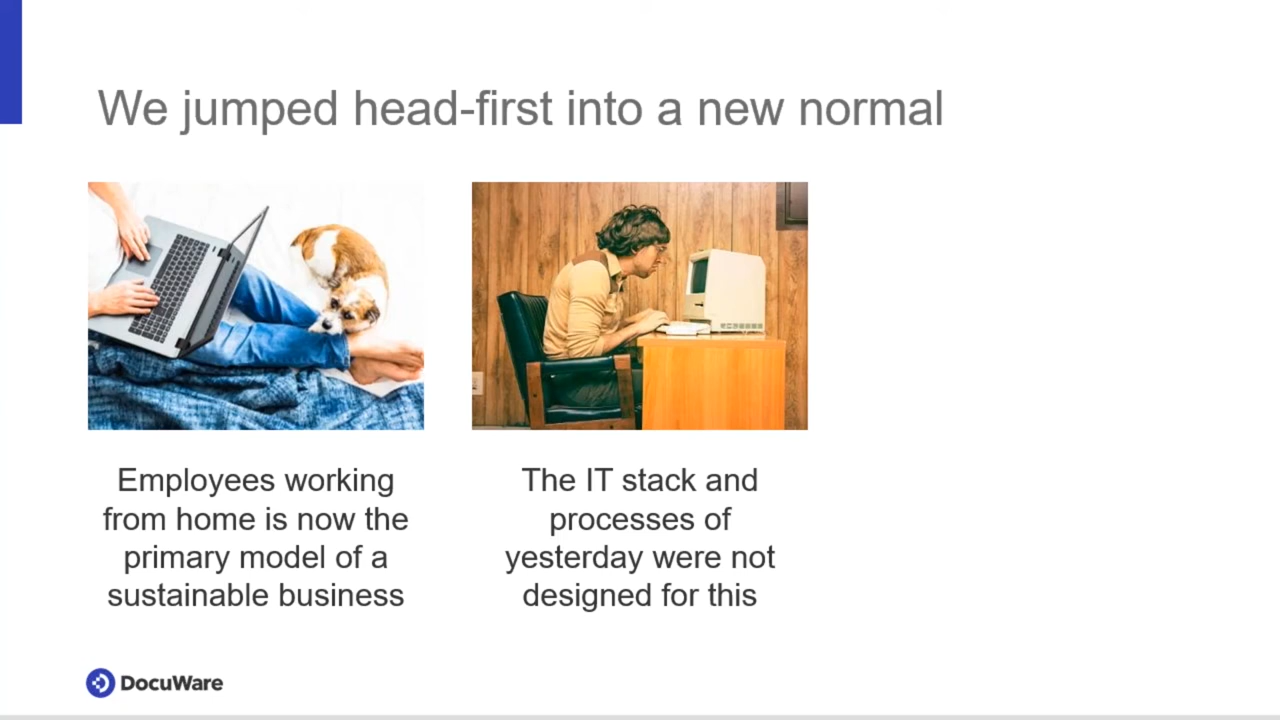 We jumped head-first into a new normal
Employees working
from home is now the
primary model of a
sustainable business
The IT stack and
processes of
yesterday were not
designed for this
DocuWare